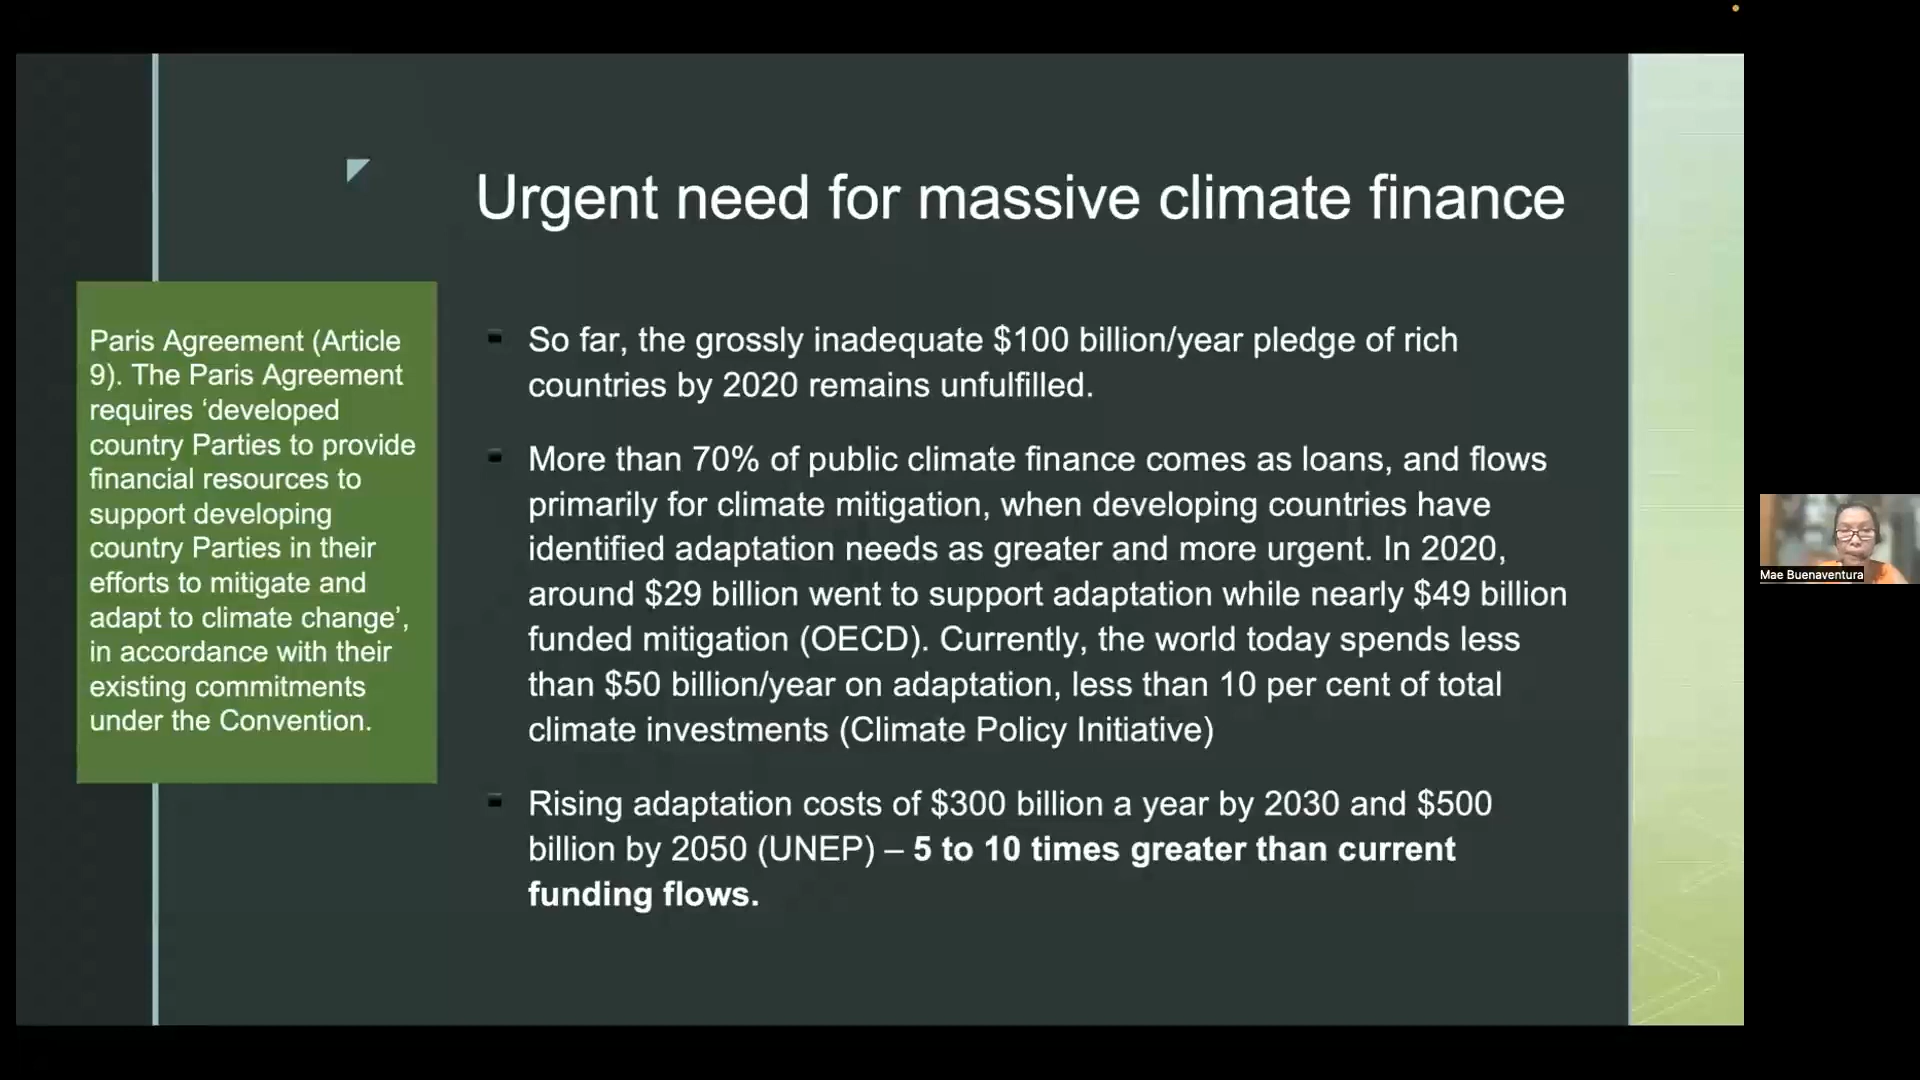 Urgent need for massive climate finance
Paris Agreement (Article
9). The Paris Agreement
requires ‘developed
country Parties to provide
financial resources to
support developing
country Parties in their
efforts to mitigate and
adapt to climate change’,
in accordance with their
existing commitments
under the Convention.
So far, the grossly inadequate $100 billion/year pledge of rich
countries by 2020 remains unfulfilled.
More than 70% of public climate finance comes as loans, and flows
primarily for climate mitigation, when developing countries have
identified adaptation needs as greater and more urgent. In 2020,
around $29 billion went to support adaptation while nearly $49 billion
funded mitigation (OECD). Currently, the world today spends less
than $50 billion/year on adaptation, less than 10 per cent of total
climate investments (Climate Policy Initiative)
Rising adaptation costs of $300 billion a year by 2030 and $500
billion by 2050 (UNEP) – 5 to 10 times greater than current
funding flows.
Mae Buenaventura